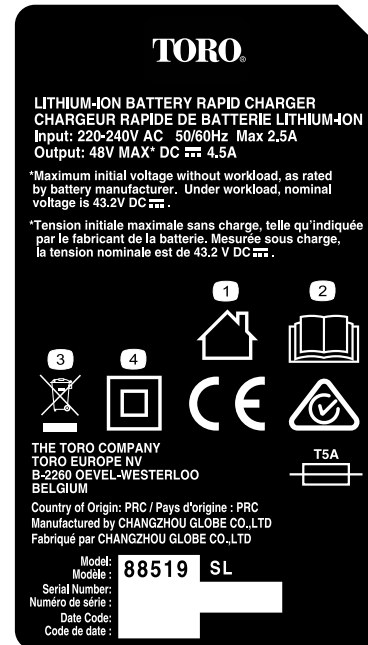 TORO®
LITHIUM-ION BATTERY RAPID CHARGER
CHARGEUR RAPIDE DE BATTERIE LITHIUM-ION
Input: 220-240V AC 50/60Hz Max 2.5A
Output: 48V MAX* DC ⎓ 4.5A
*Maximum initial voltage without workload, as rated
by battery manufacturer. Under workload, nominal
voltage is 43.2V DC ⎓ .
*Tension initiale maximale sans charge, telle qu'indiquée
par le fabricant de la batterie. Mesurée sous charge,
la tension nominale est de 43.2 V DC ⎓ .
1 2
3 4
CE
THE TORO COMPANY
TORO EUROPE NV
B-2260 OEVEL-WESTERLOO
BELGIUM
T5A
Country of Origin: PRC / Pays d'origine : PRC
Manufactured by CHANGZHOU GLOBE CO.,LTD
Fabriqué par CHANGZHOU GLOBE CO.,LTD
Model:
Modèle : 88519 SL
Serial Number:
Numéro de série :
Date Code:
Code de date :